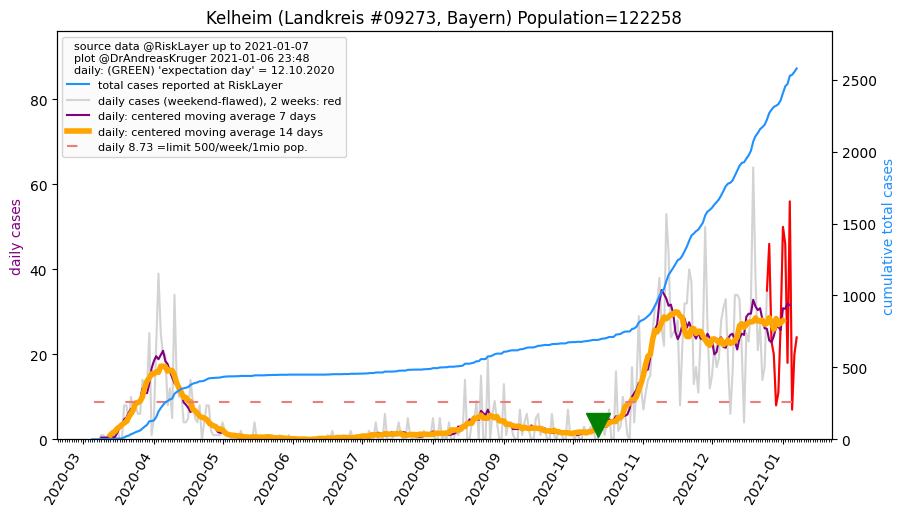 Kelheim (Landkreis #09273, Bayern) Population=122258
source data @RiskLayer up to 2021-01-07
plot @DrAndreasKruger 2021-01-06 23:48
daily: (GREEN) 'expectation day' = 12.10.2020
total cases reported at RiskLayer
daily cases (weekend-flawed), 2 weeks: red
daily: centered moving average 7 days
daily: centered moving average 14 days
daily 8.73 =limit 500/week/1mio pop.
daily cases
80
60
40
20
0
cumulative total cases
2500
2000
1500
1000
500
0
2020-03
2020-04
2020-05
2020-06
2020-07
2020-08
2020-09
2020-10
2020-11
2020-12
2021-01